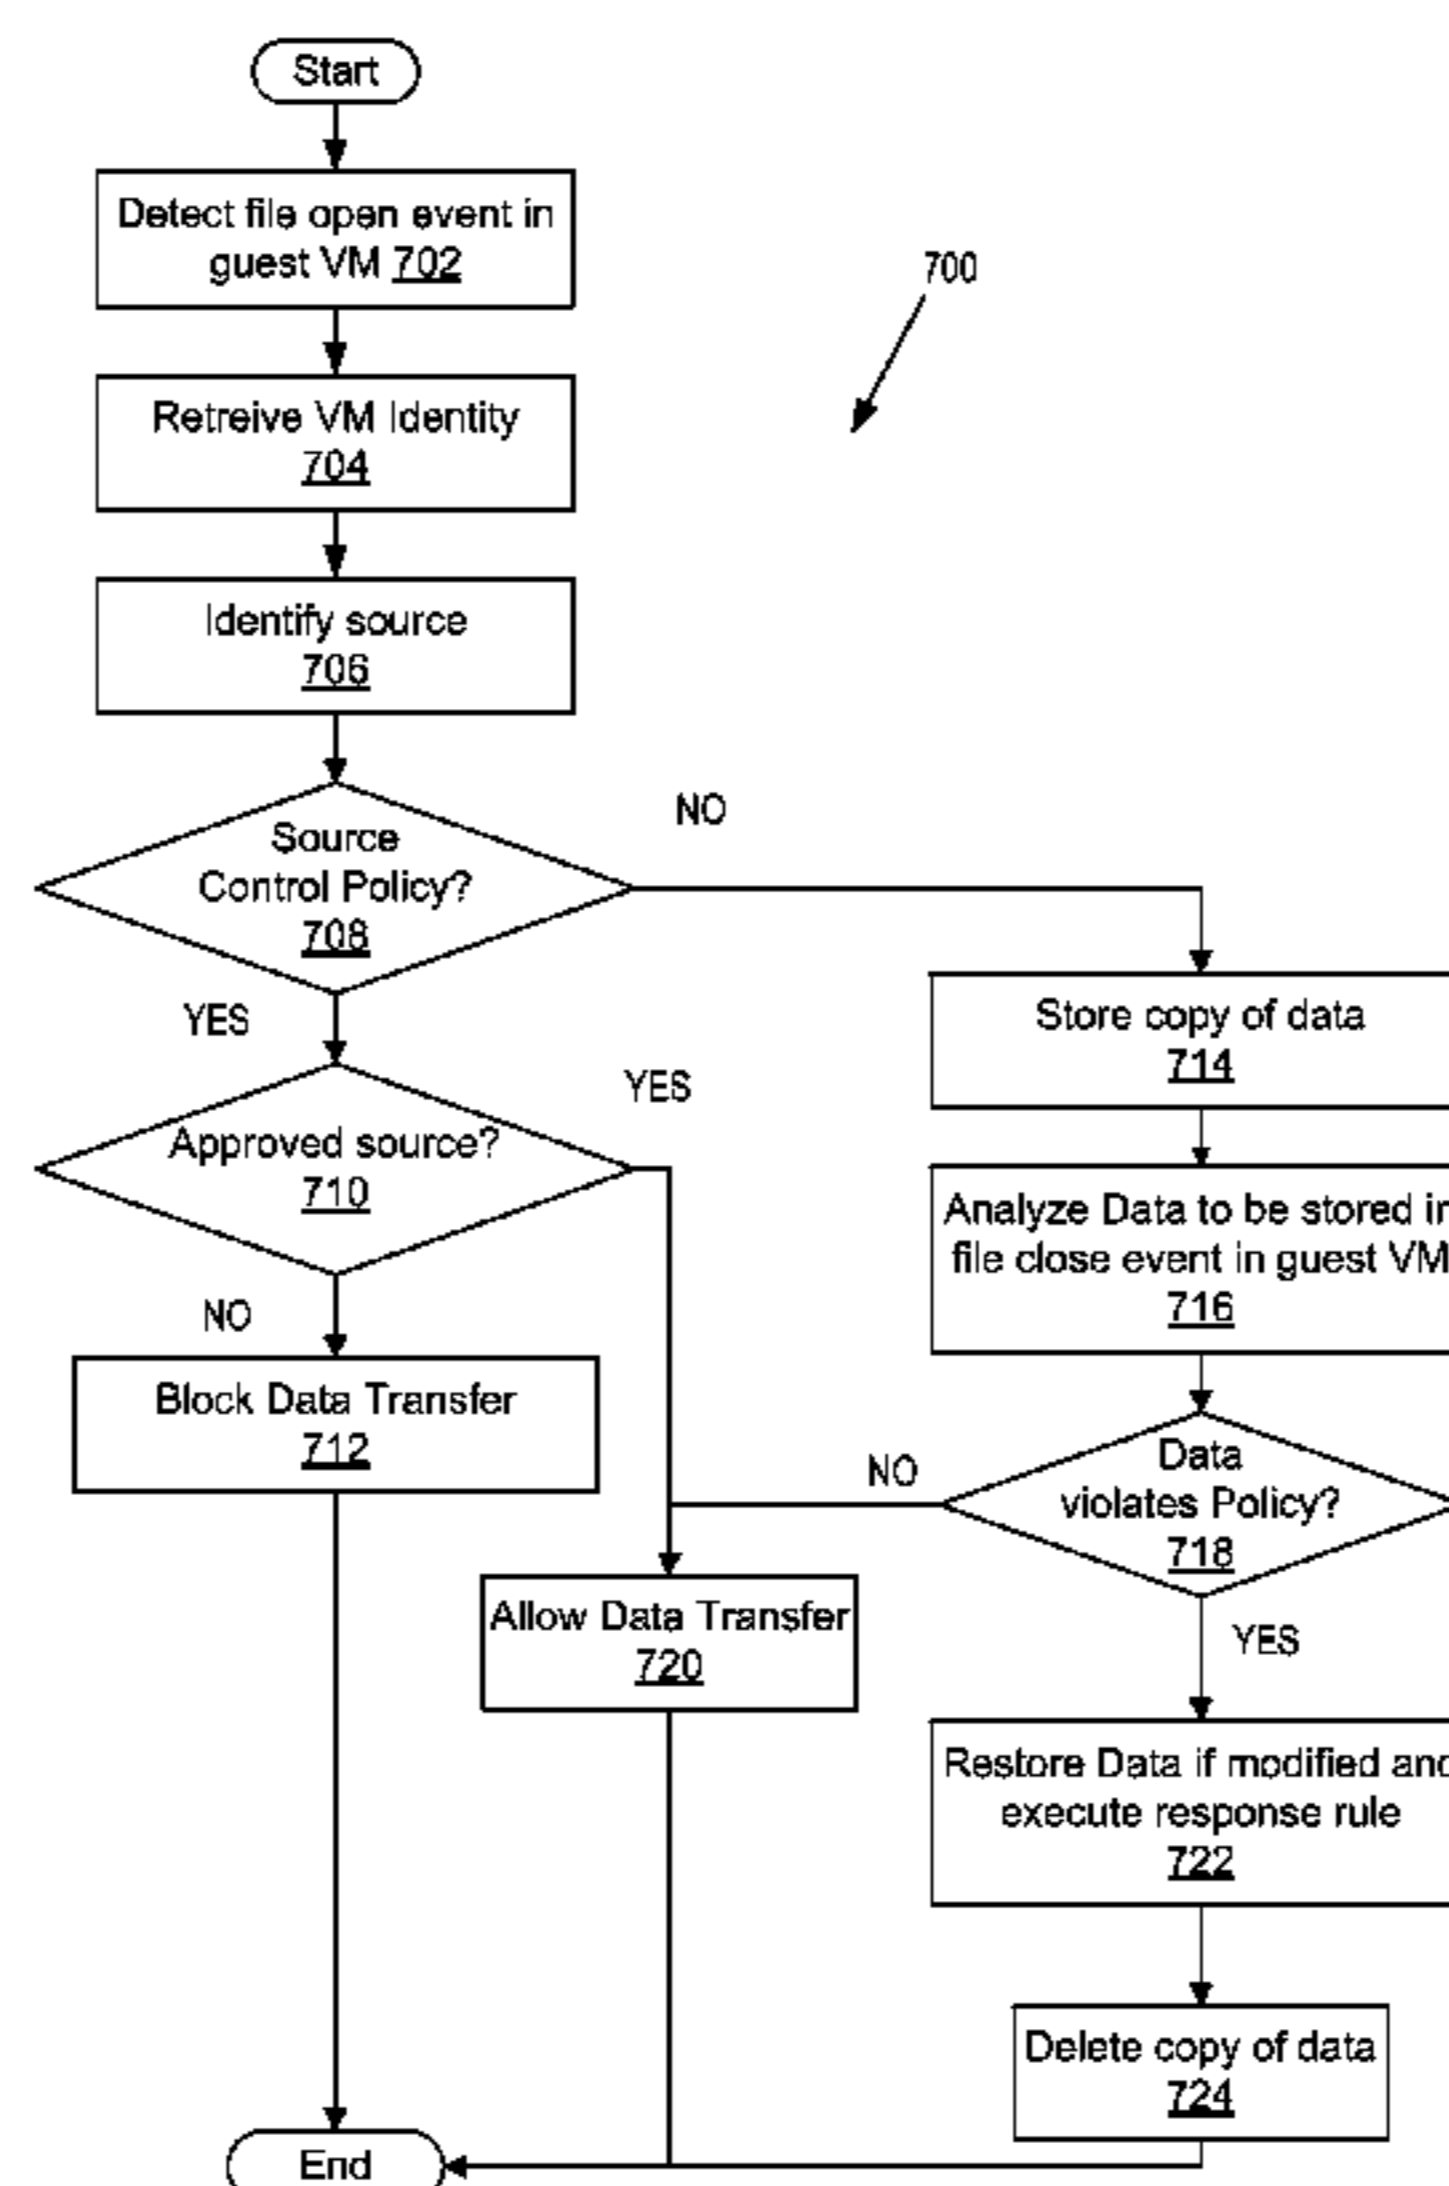 Start
Detect file open event in
guest VM 702
700
Retreive VM Identity
704
Identify source
706
NO
Source
Control Policy?
708
YES
Store copy of data
714
YES
Approved source?
710
Analyze Data to be stored in
file close event in guest VM
716
NO
Block Data Transfer
712
NO
Data
violates Policy?
718
Allow Data Transfer
720
YES
Restore Data if modified and
execute response rule
722
Delete copy of data
724
End